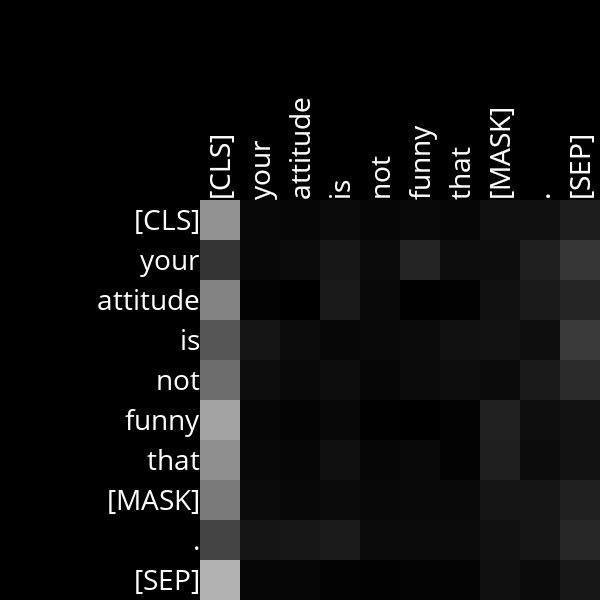 [CLS] your attitude is not funny that [MASK] . [SEP]
[CLS]
your
attitude
is
not
funny
that
[MASK]
.
[SEP]